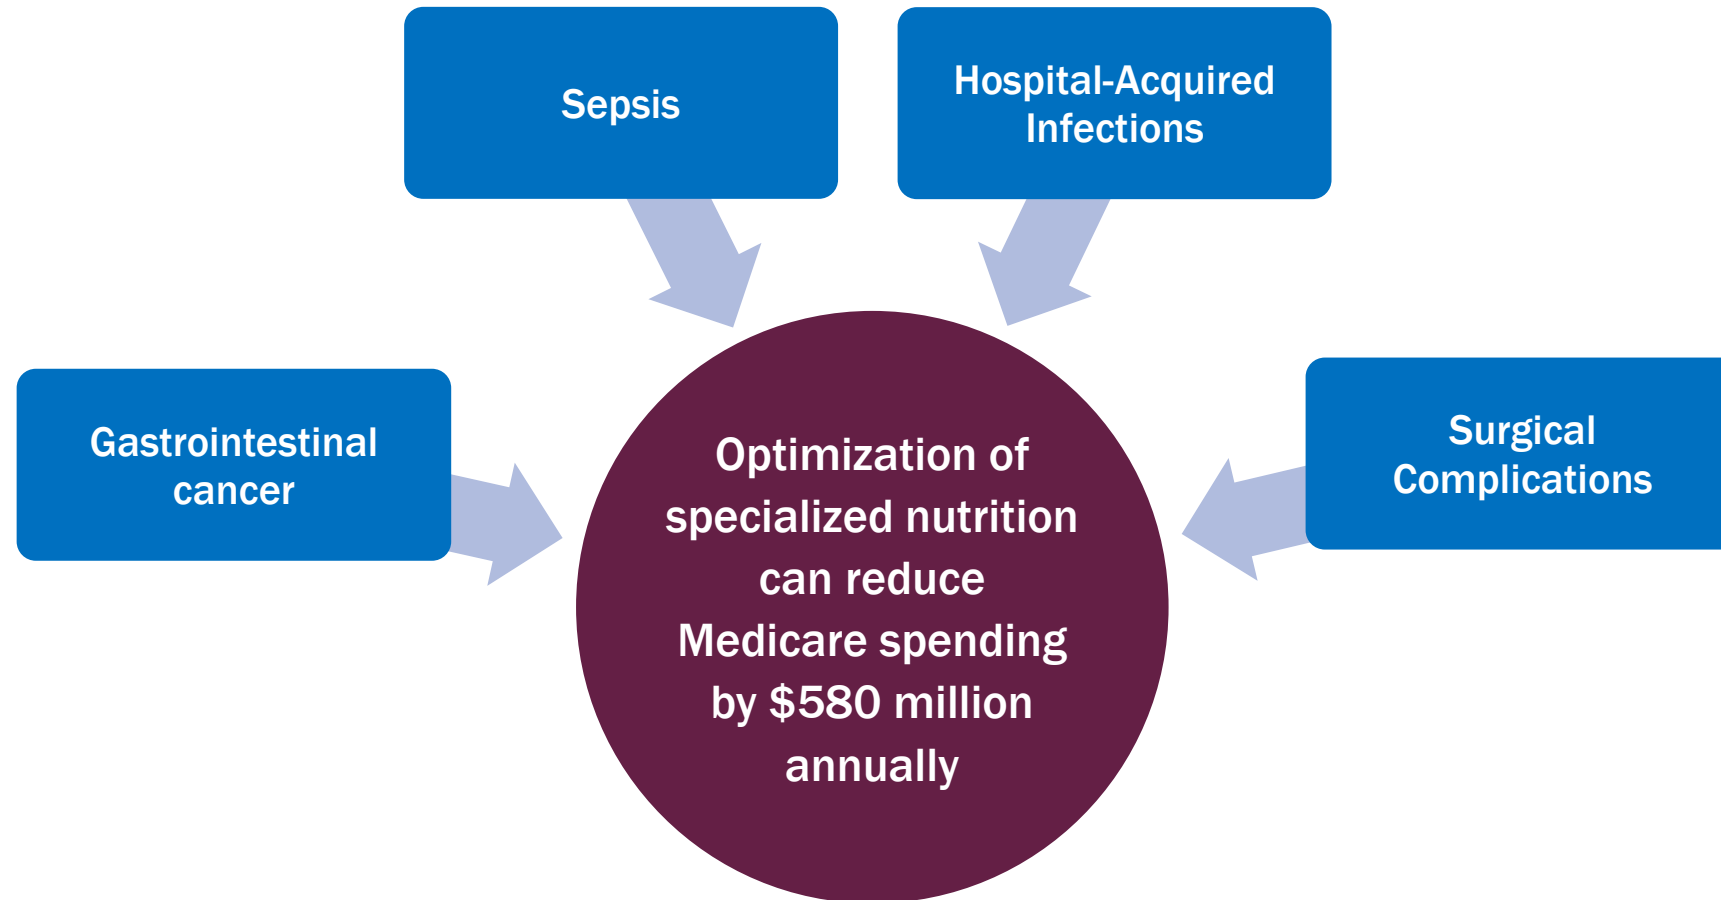 Sepsis
Hospital-Acquired
Infections
Gastrointestinal
cancer
Surgical
Complications
Optimization of
specialized nutrition
can reduce
Medicare spending
by $580 million
annually